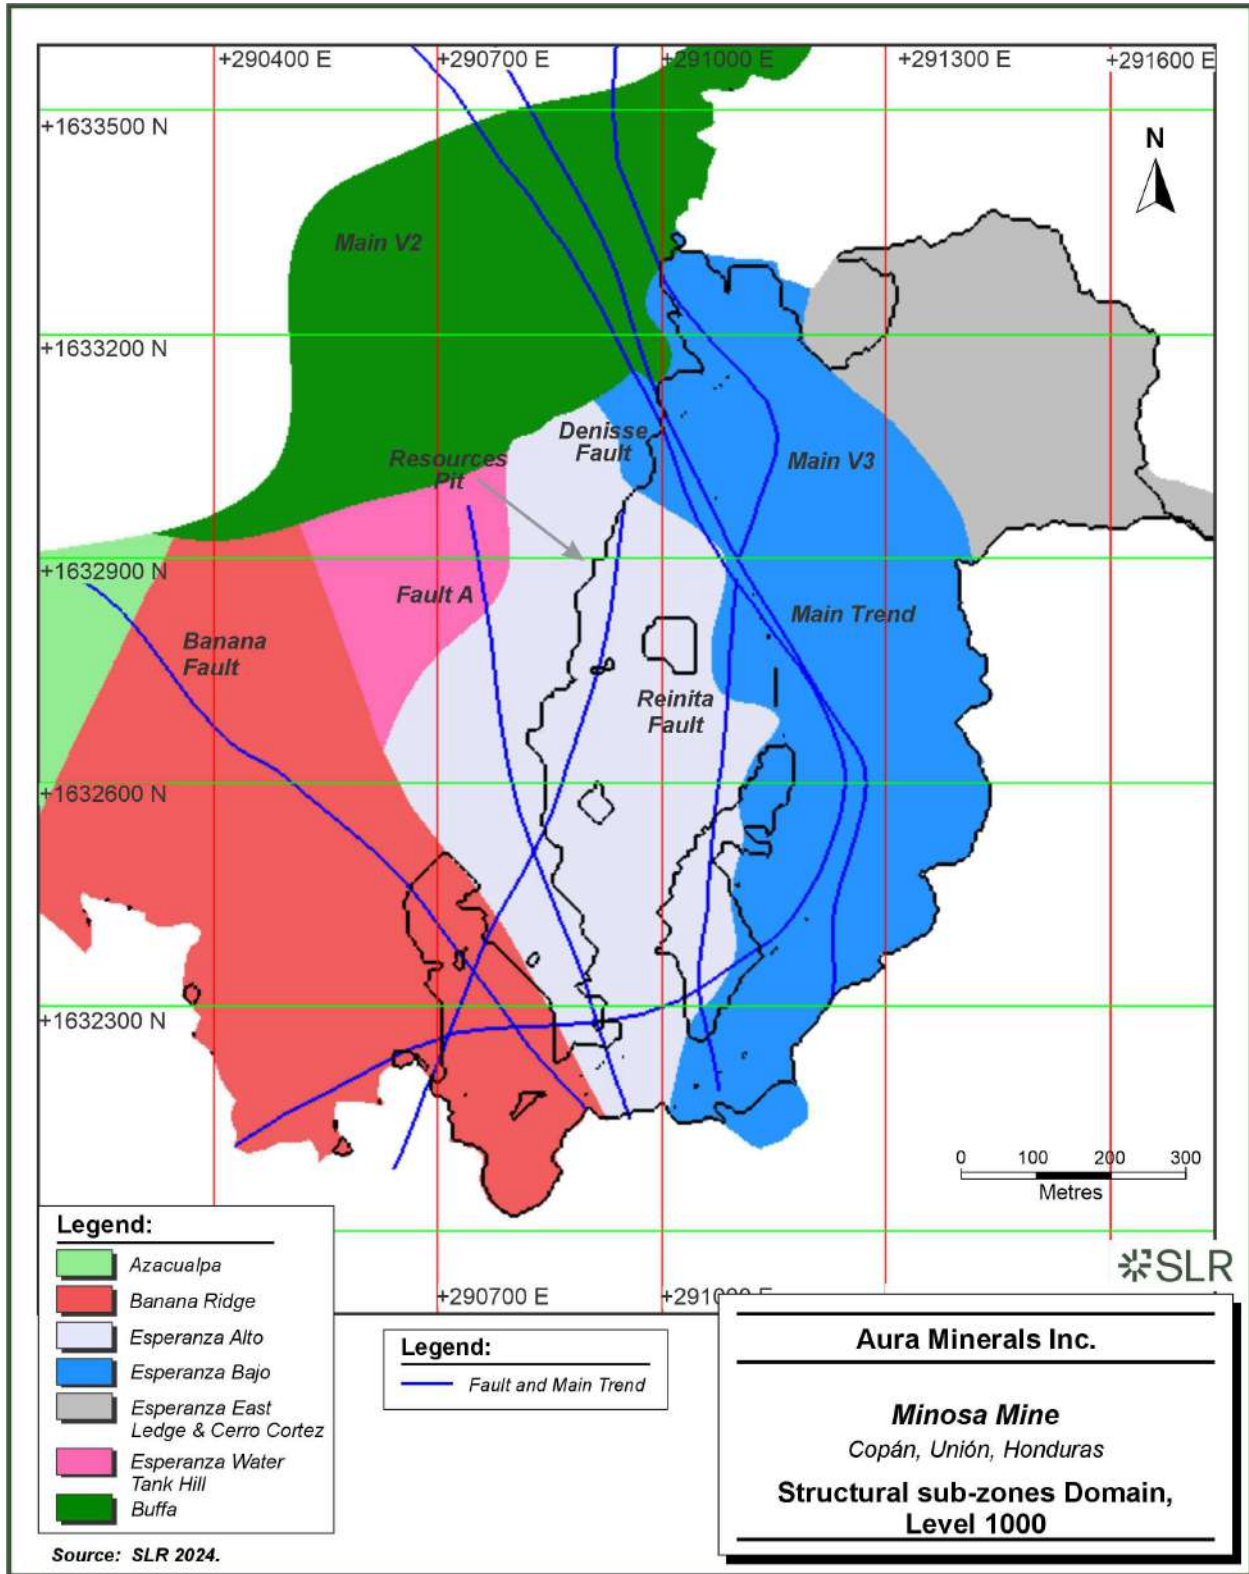 +290400 E
+290700 E
+291000 E
+291300 E
+291600 E
+1633500 N
N
Main V2
+1633200 N
Denisse
Fault
Resources
Pit
Main V3
+1632900 N
Fault A
Main Trend
Banana
Fault
Reinita
Fault
+1632600 N
+1632300 N
0 100 200 300
Metres
Legend:
Azacualpa
Banana Ridge
Esperanza Alto
Esperanza Bajo
Esperanza East
Ledge & Cerro Cortez
Esperanza Water
Tank Hill
Buffa
+290700 E
+291000 E
Legend:
Fault and Main Trend
SLR
Aura Minerals Inc.
Minosa Mine
Copán, Unión, Honduras
Structural sub-zones Domain,
Level 1000
Source: SLR 2024.